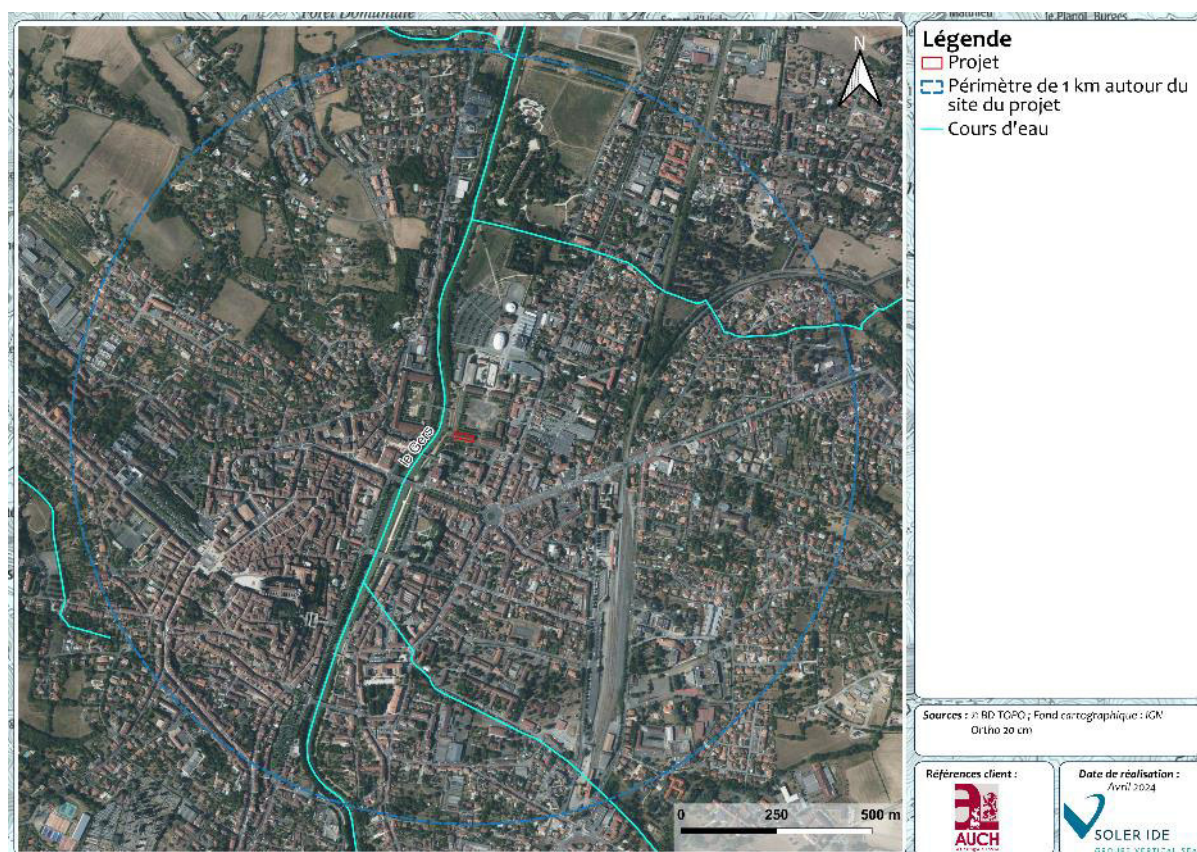 le Planol Burges
N
le Gers
0 250 500 m
Légende
Projet
Périmètre de 1 km autour du
site du projet
Cours d'eau
Sources : © BD TOPO ; Fond cartographique : IGN
Ortho 20 cm
Références client :
AUCH
Date de réalisation :
Avril 2024
SOLER IDE